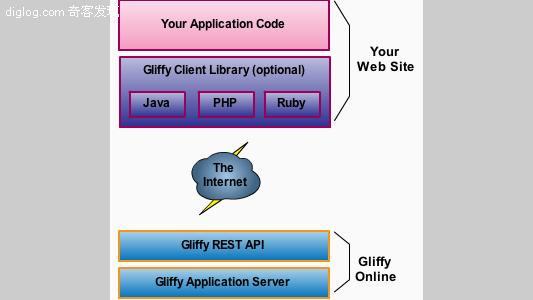 diglog.com 奇客发现
Your Application Code
Your
Web Site
Gliffy Client Library (optional)
Java
PHP
Ruby
The
Internet
Gliffy REST API
Gliffy Application Server
Gliffy
Online